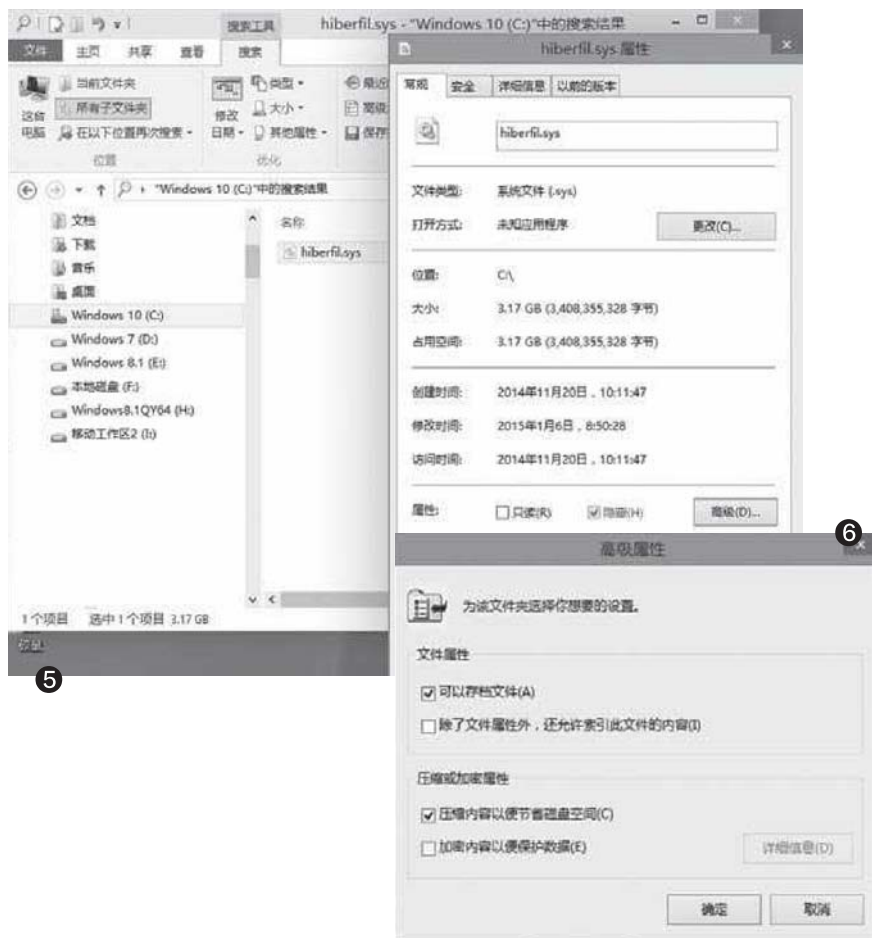 搜索工具
hiberfil.sys - "Windows 10 (C:)"中的搜索结果
文件 主页 共享 查看 搜索
当前文件夹
所有子文件夹
在以下位置再次搜索
这台电脑
位置
修改日期
类型
大小
其他属性
优化
最近
高级
保存
"Windows 10 (C:)"中的搜索结果
文档
下载
音乐
桌面
Windows 10 (C:)
Windows 7 (D:)
Windows 8.1 (E:)
本地磁盘 (F:)
Windows8.1QY64 (H:)
移动工作区2 (I:)
名称
hiberfil.sys
1个项目 选中1个项目 3.17 GB
5
hiberfil.sys 属性
常规 安全 详细信息 以前的版本
hiberfil.sys
文件类型: 系统文件 (.sys)
打开方式: 未知应用程序 更改(C)...
位置: C:\
大小: 3.17 GB (3,408,355,328 字节)
占用空间: 3.17 GB (3,408,355,328 字节)
创建时间: 2014年11月20日，10:11:47
修改时间: 2015年1月6日，8:50:28
访问时间: 2014年11月20日，10:11:47
属性: 只读(R) 隐藏(H) 高级(D)...
6
高级属性
为该文件夹选择你想要的设置。
文件属性
可以存档文件(A)
除了文件属性外，还允许索引此文件的内容(I)
压缩或加密属性
压缩内容以便节省磁盘空间(C)
加密内容以便保护数据(E) 详细信息(D)
确定 取消